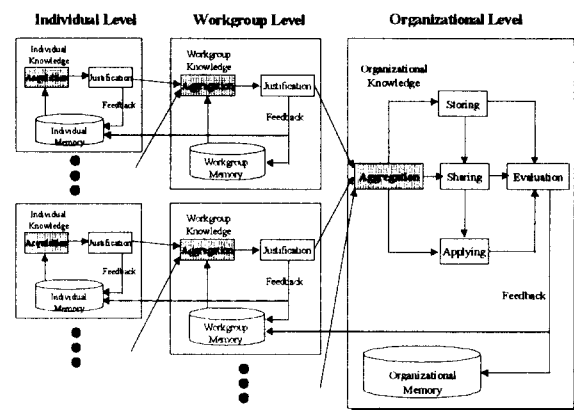 Individual Level
Workgroup Level
Organizational Level
Individual
Knowledge
Acquisition
Justification
Feedback
Individual
Memory
Workgroup
Knowledge
Aggregation
Justification
Feedback
Workgroup
Memory
Individual
Knowledge
Acquisition
Justification
Feedback
Individual
Memory
Workgroup
Knowledge
Aggregation
Justification
Feedback
Workgroup
Memory
Organizational
Knowledge
Storing
Aggregation
Sharing
Evaluation
Applying
Feedback
Organizational
Memory